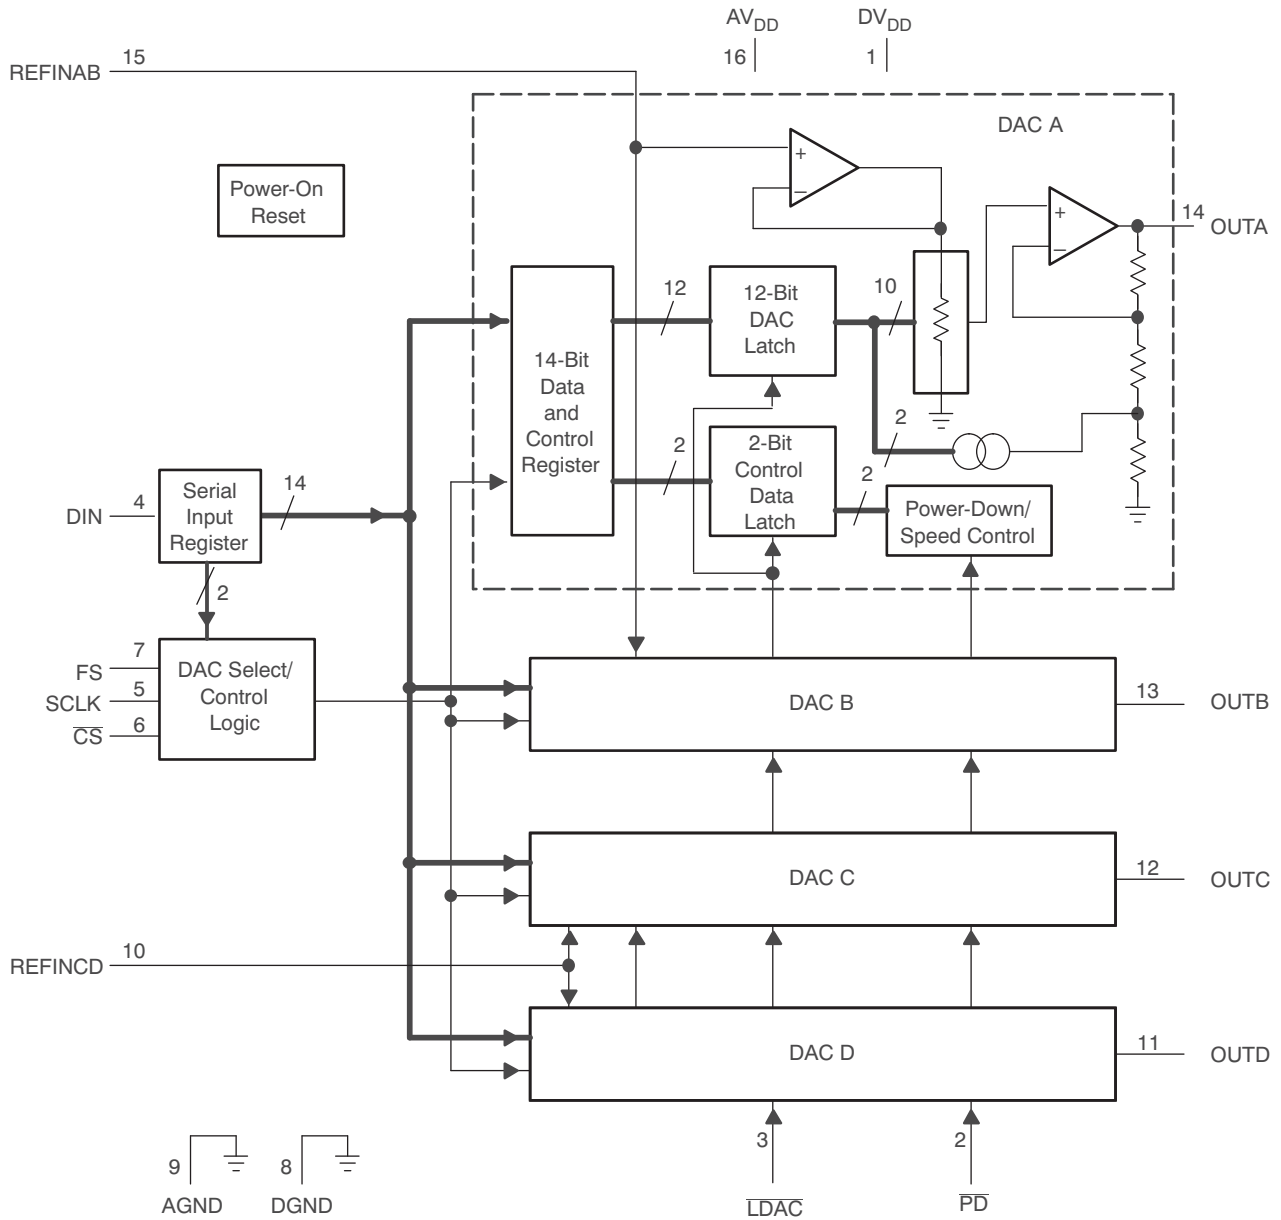 AVDD
DVDD
16
1
REFINAB
15
DAC A
Power-On
Reset
+
–
+
–
14
OUTA
12
12-Bit
DAC
Latch
10
14-Bit
Data
and
Control
Register
2
2
2-Bit
Control
Data
Latch
2
Power-Down/
Speed Control
DIN
4
Serial
Input
Register
14
2
FS
7
SCLK
5
C̅S̅
6
DAC Select/
Control
Logic
DAC B
13
OUTB
DAC C
12
OUTC
REFINCD
10
DAC D
11
OUTD
9
AGND
8
DGND
3
L̅D̅A̅C̅
2
P̅D̅